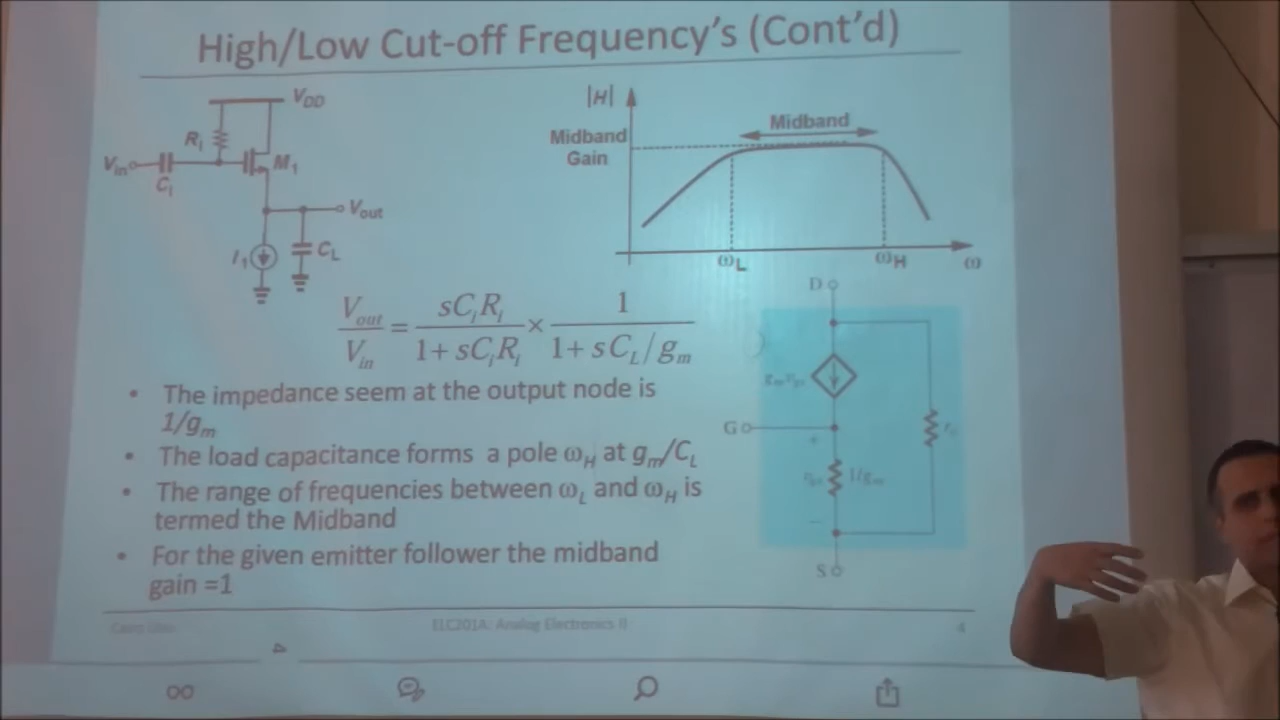 High/Low Cut-off Frequency's (Cont'd)
V_DD
R_i
V_in
C_i
M_1
V_out
I_1
C_L
|H|
Midband
Midband
Gain
ω_L
ω_H
ω
V_out / V_in = sC_iR_i / 1 + sC_iR_i × 1 / 1 + sC_L/g_m
• The impedance seem at the output node is
1/g_m
• The load capacitance forms a pole ω_H at g_m/C_L
• The range of frequencies between ω_L and ω_H is
termed the Midband
• For the given emitter follower the midband
gain =1
D
G
+
1/g_m
−
S
ELC201A: Analog Electronics II
4
4